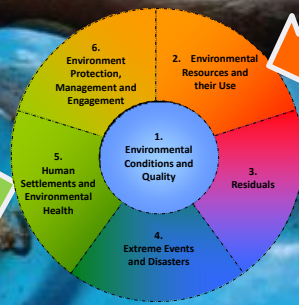 1.
Environmental
Conditions and
Quality
2. Environmental
Resources and
their Use
3.
Residuals
4.
Extreme Events
and Disasters
5.
Human
Settlements and
Environmental
Health
6.
Environment
Protection,
Management and
Engagement